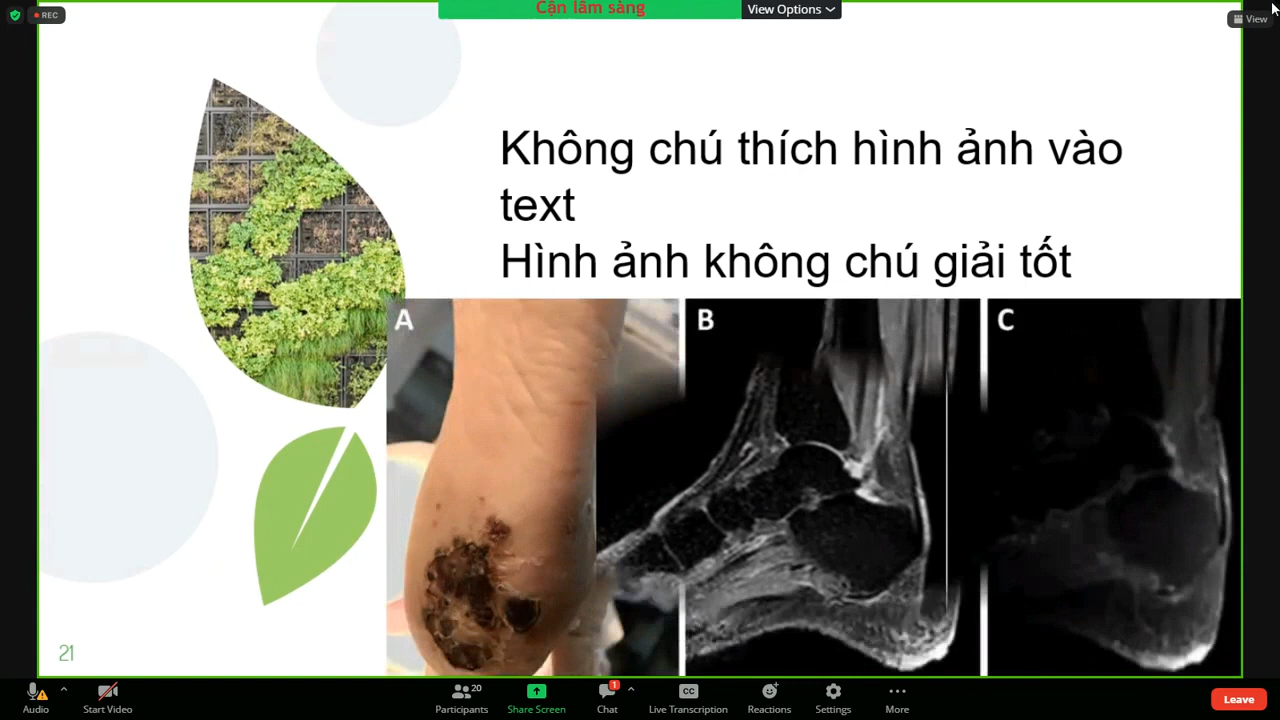 REC
Cận lâm sàng
View Options
View
Không chú thích hình ảnh vào
text
Hình ảnh không chú giải tốt
A
B
C
21
Audio
Start Video
20
Participants
Share Screen
1
Chat
CC
Live Transcription
Reactions
Settings
More
Leave